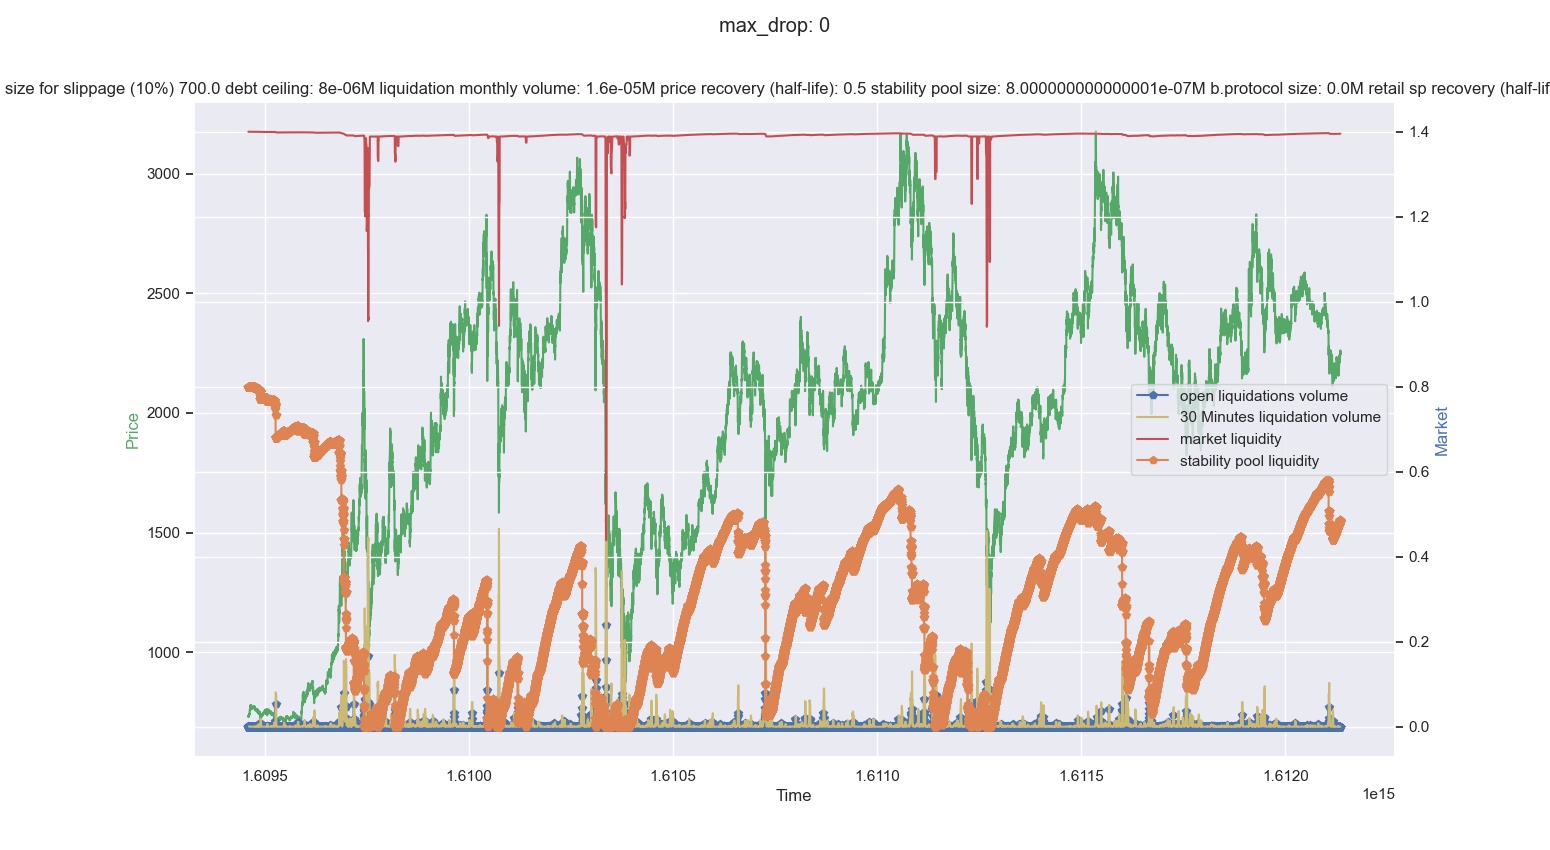 max_drop: 0
size for slippage (10%) 700.0 debt ceiling: 8e-06M liquidation monthly volume: 1.6e-05M price recovery (half-life): 0.5 stability pool size: 8.000000000000001e-07M b.protocol size: 0.0M retail sp recovery (half-lif
3000
2500
2000
1500
1000
Price
1.4
1.2
1.0
0.8
0.6
0.4
0.2
0.0
Market
open liquidations volume
30 Minutes liquidation volume
market liquidity
stability pool liquidity
1.6095
1.6100
1.6105
1.6110
1.6115
1.6120
Time
1e15